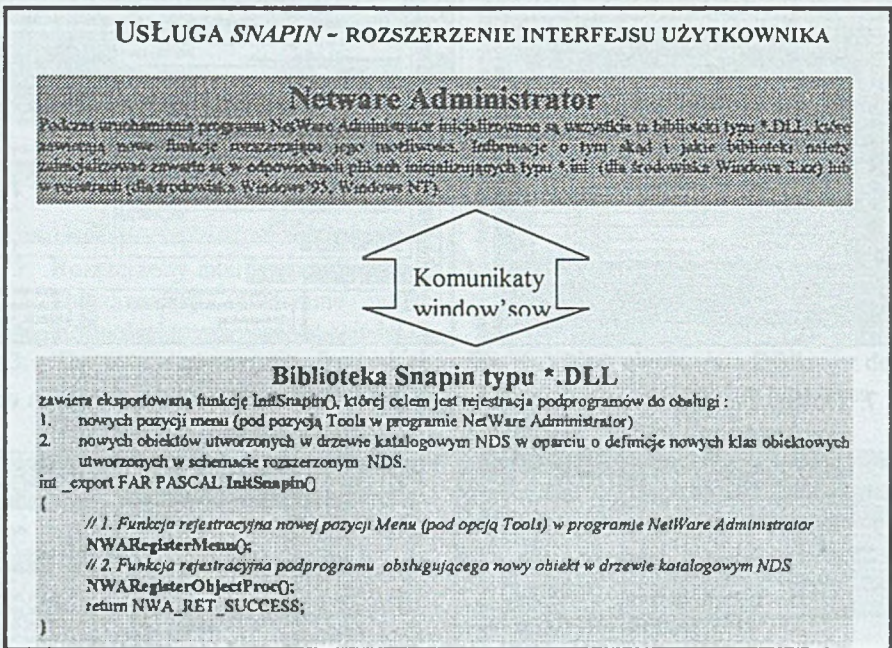 USŁUGA SNAPIN - ROZSZERZENIE INTERFEJSU UŻYTKOWNIKA
Netware Administrator
Podczas uruchamiania programu NetWare Administrator inicjalizowane są wszystkie te biblioteki typu *.DLL, które
zawierają nowe funkcje rozszerzające jego możliwości. Informacje o tym skąd i jakie biblioteki należy
zainicjalizować zawarte są w odpowiednich plikach inicjalizujących typu *.ini (dla środowiska Windows 3.xx) lub
w rejestrach (dla środowiska Windows'95, Windows NT).
Komunikaty
window'sow
Biblioteka Snapin typu *.DLL
zawiera eksportowaną funkcję InitSnapin(), której celem jest rejestracja podprogramów do obsługi :
1. nowych pozycji menu (pod pozycją Tools w programie NetWare Administrator)
2. nowych obiektów utworzonych w drzewie katalogowym NDS w oparciu o definicje nowych klas obiektowych
utworzonych w schemacie rozszerzonym NDS.
int _export FAR PASCAL InitSnapin()
{
// 1. Funkcja rejestracyjna nowej pozycji Menu (pod opcją Tools) w programie NetWare Administrator
NWARegisterMenu();
// 2. Funkcja rejestracyjna podprogramu obsługującego nowy obiekt w drzewie katalogowym NDS
NWARegisterObjectProc();
return NWA_RET_SUCCESS;
}